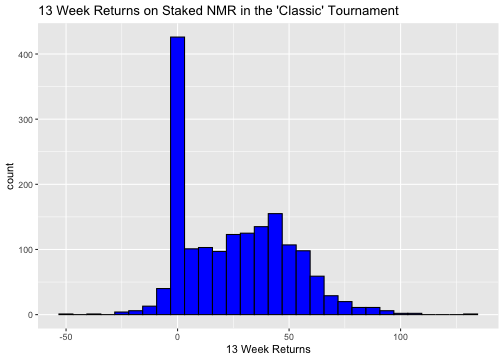 13 Week Returns on Staked NMR in the 'Classic' Tournament
400
300
200
100
0
count
-50 0 50 100
13 Week Returns